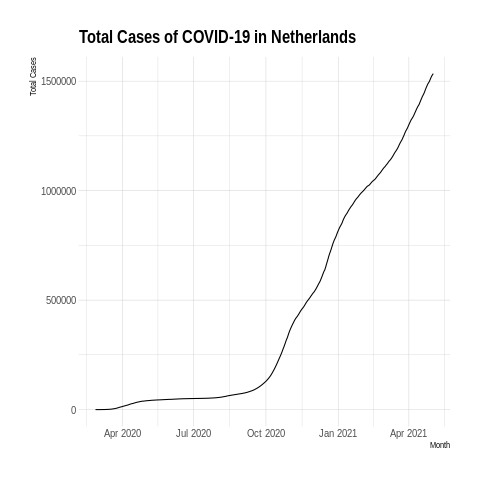 Total Cases of COVID-19 in Netherlands
Total Cases
1500000
1000000
500000
0
Apr 2020 Jul 2020 Oct 2020 Jan 2021 Apr 2021
Month